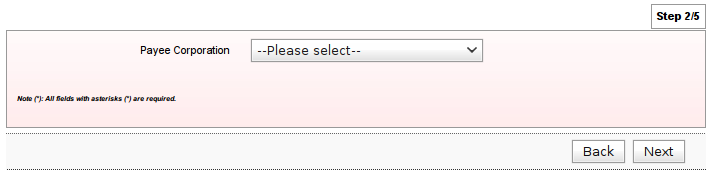 Step 2/5
Payee Corporation
--Please select--
Note (*): All fields with asterisks (*) are required.
Back
Next